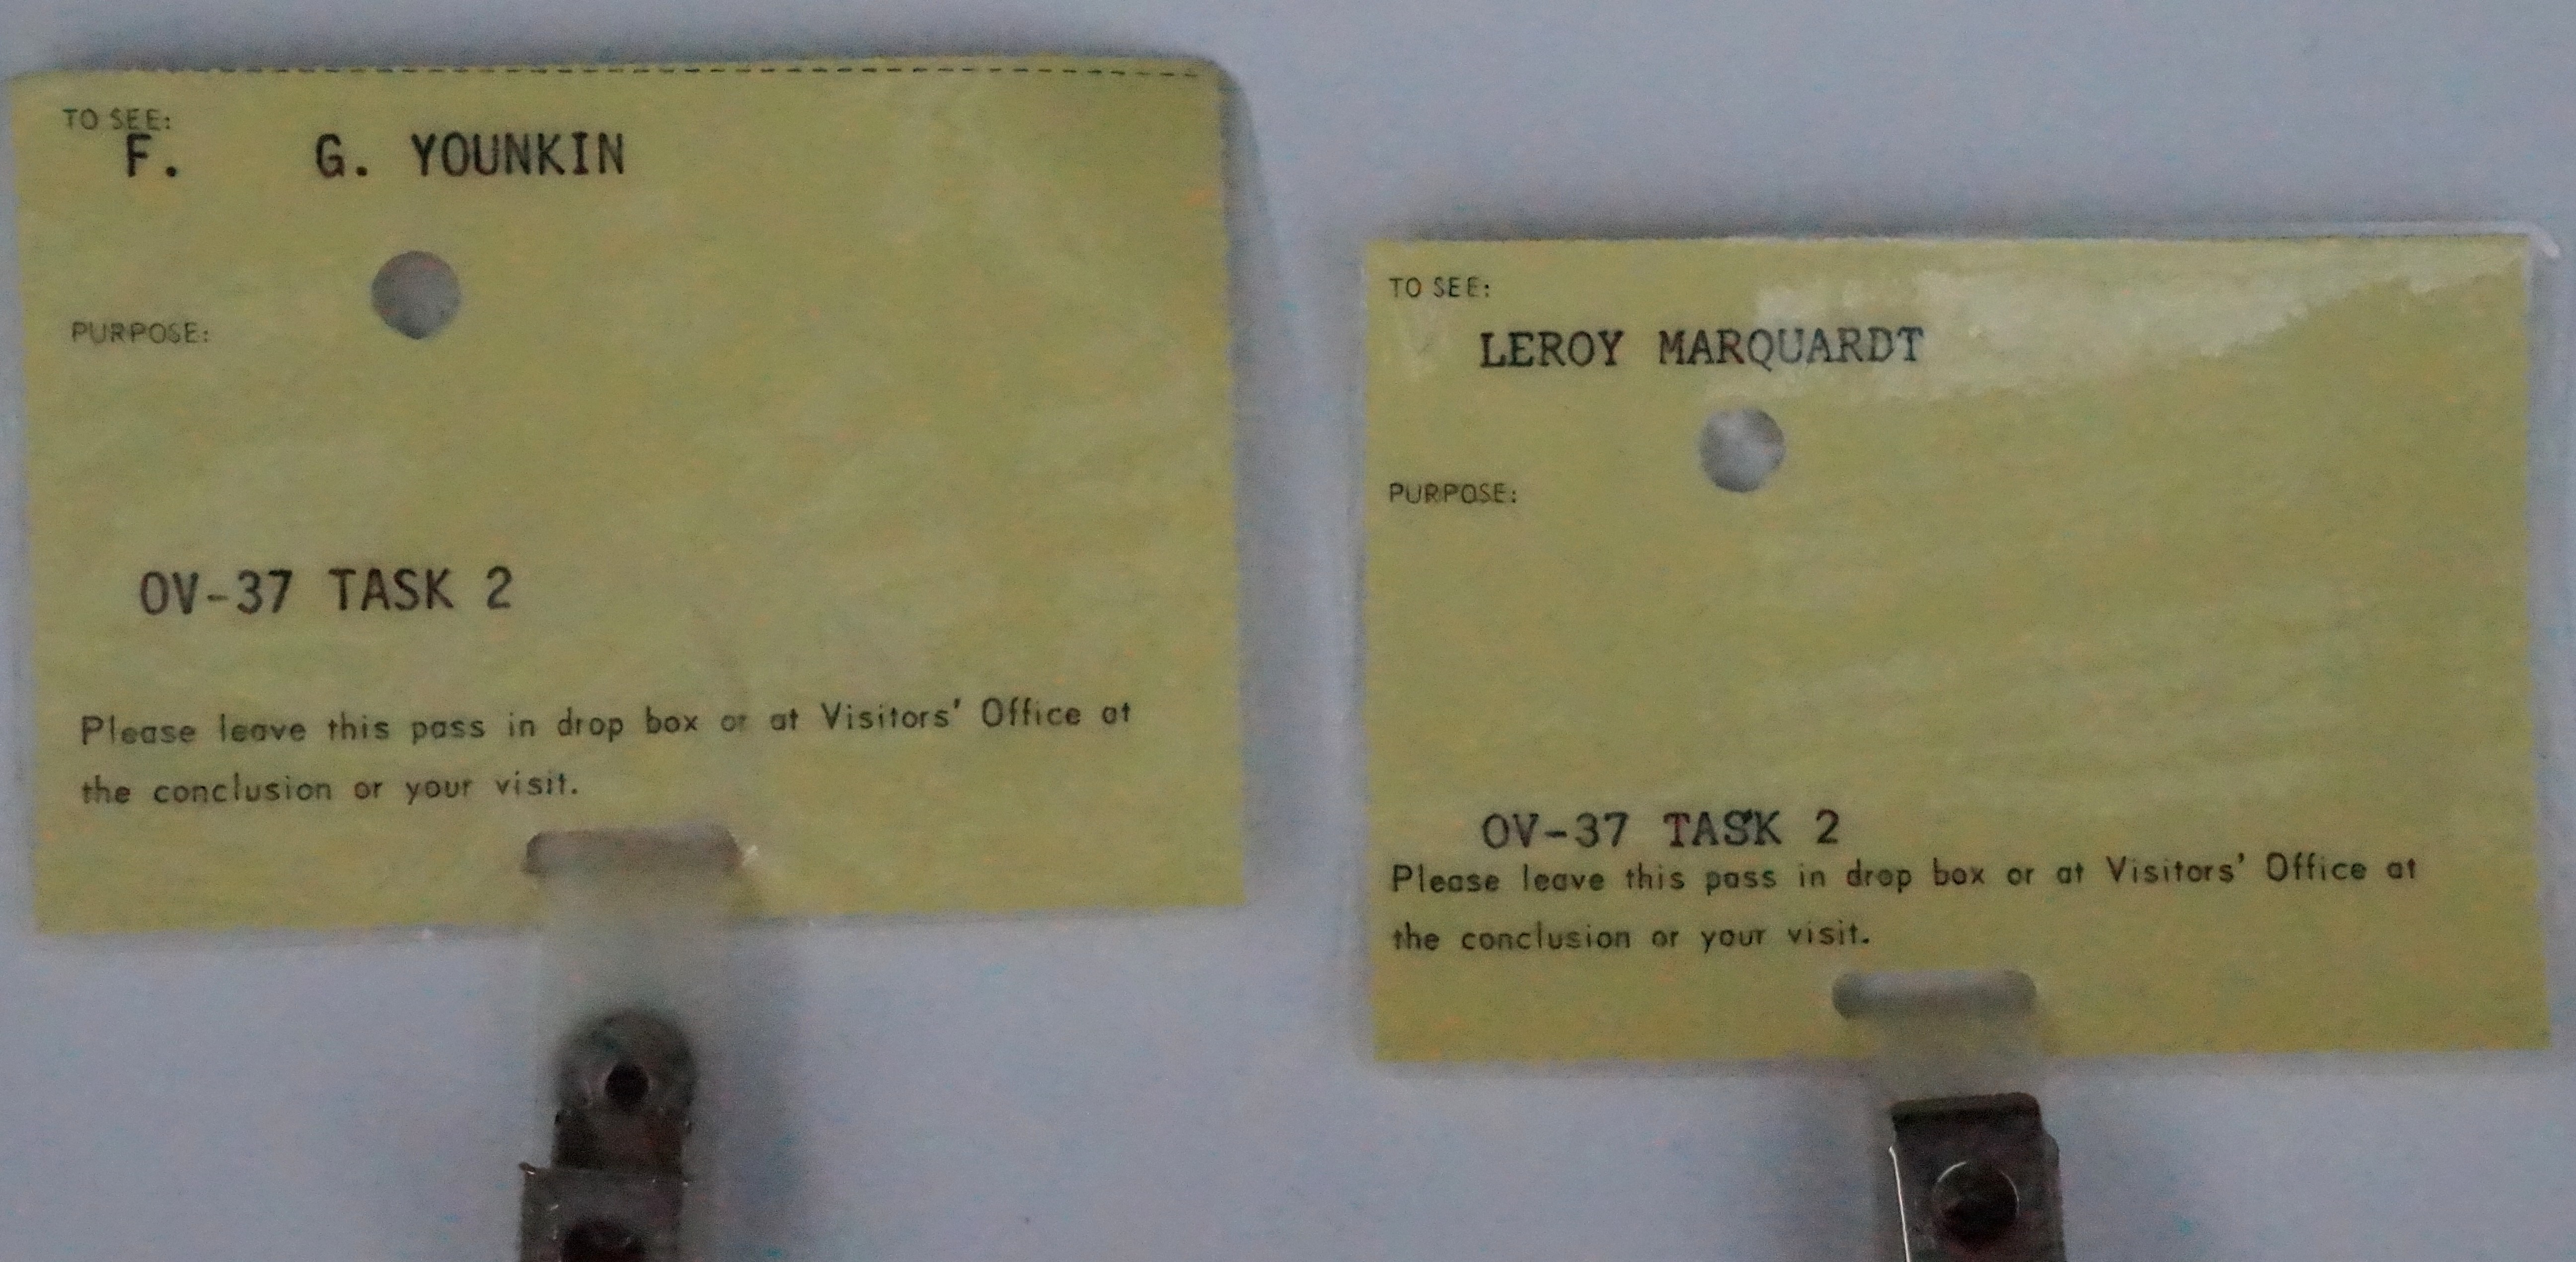 TO SEE:
F. G. YOUNKIN
PURPOSE:
OV-37 TASK 2
Please leave this pass in drop box or at Visitors' Office at
the conclusion or your visit.
TO SEE:
LEROY MARQUARDT
PURPOSE:
OV-37 TASK 2
Please leave this pass in drop box or at Visitors' Office at
the conclusion or your visit.